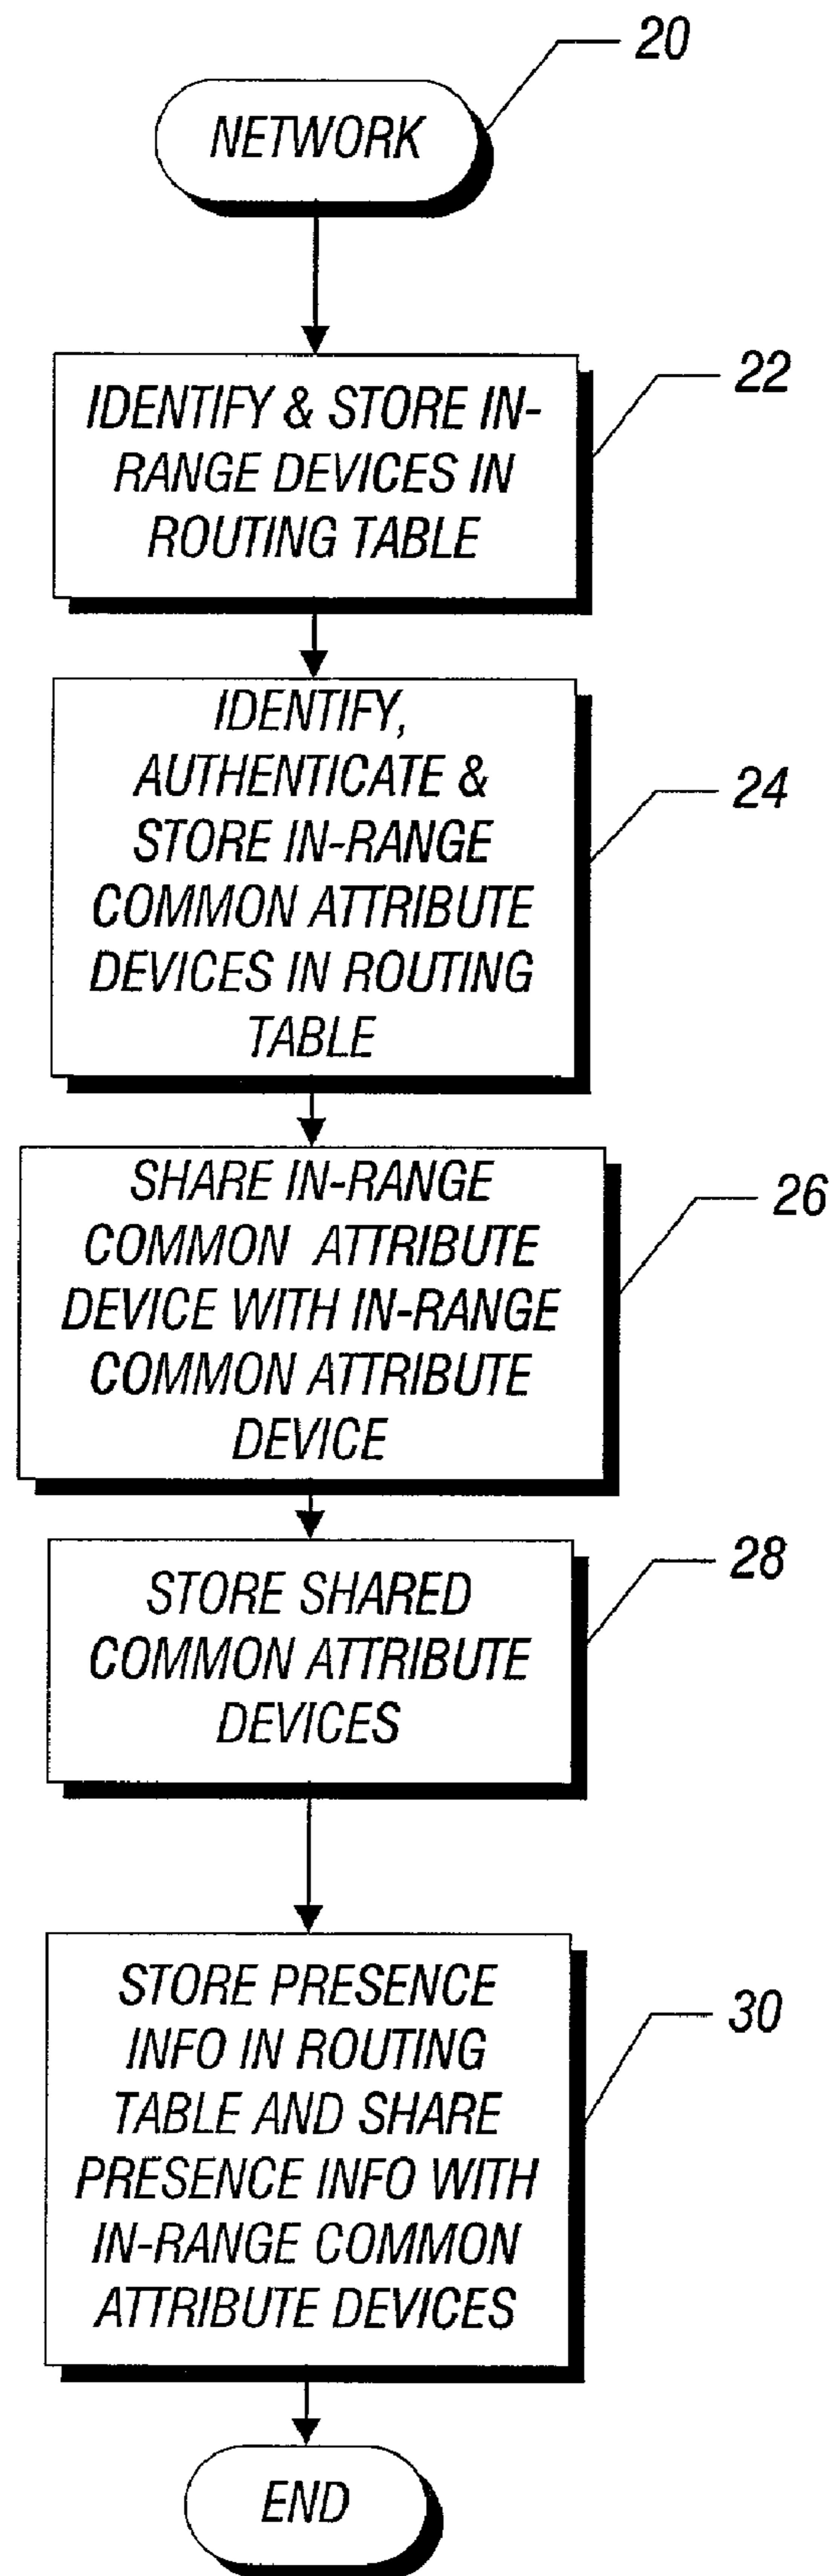 20
NETWORK
22
IDENTIFY & STORE IN-
RANGE DEVICES IN
ROUTING TABLE
IDENTIFY,
AUTHENTICATE &
STORE IN-RANGE
COMMON ATTRIBUTE
DEVICES IN ROUTING
TABLE
24
SHARE IN-RANGE
COMMON ATTRIBUTE
DEVICE WITH IN-RANGE
COMMON ATTRIBUTE
DEVICE
26
STORE SHARED
COMMON ATTRIBUTE
DEVICES
28
STORE PRESENCE
INFO IN ROUTING
TABLE AND SHARE
PRESENCE INFO WITH
IN-RANGE COMMON
ATTRIBUTE DEVICES
30
END